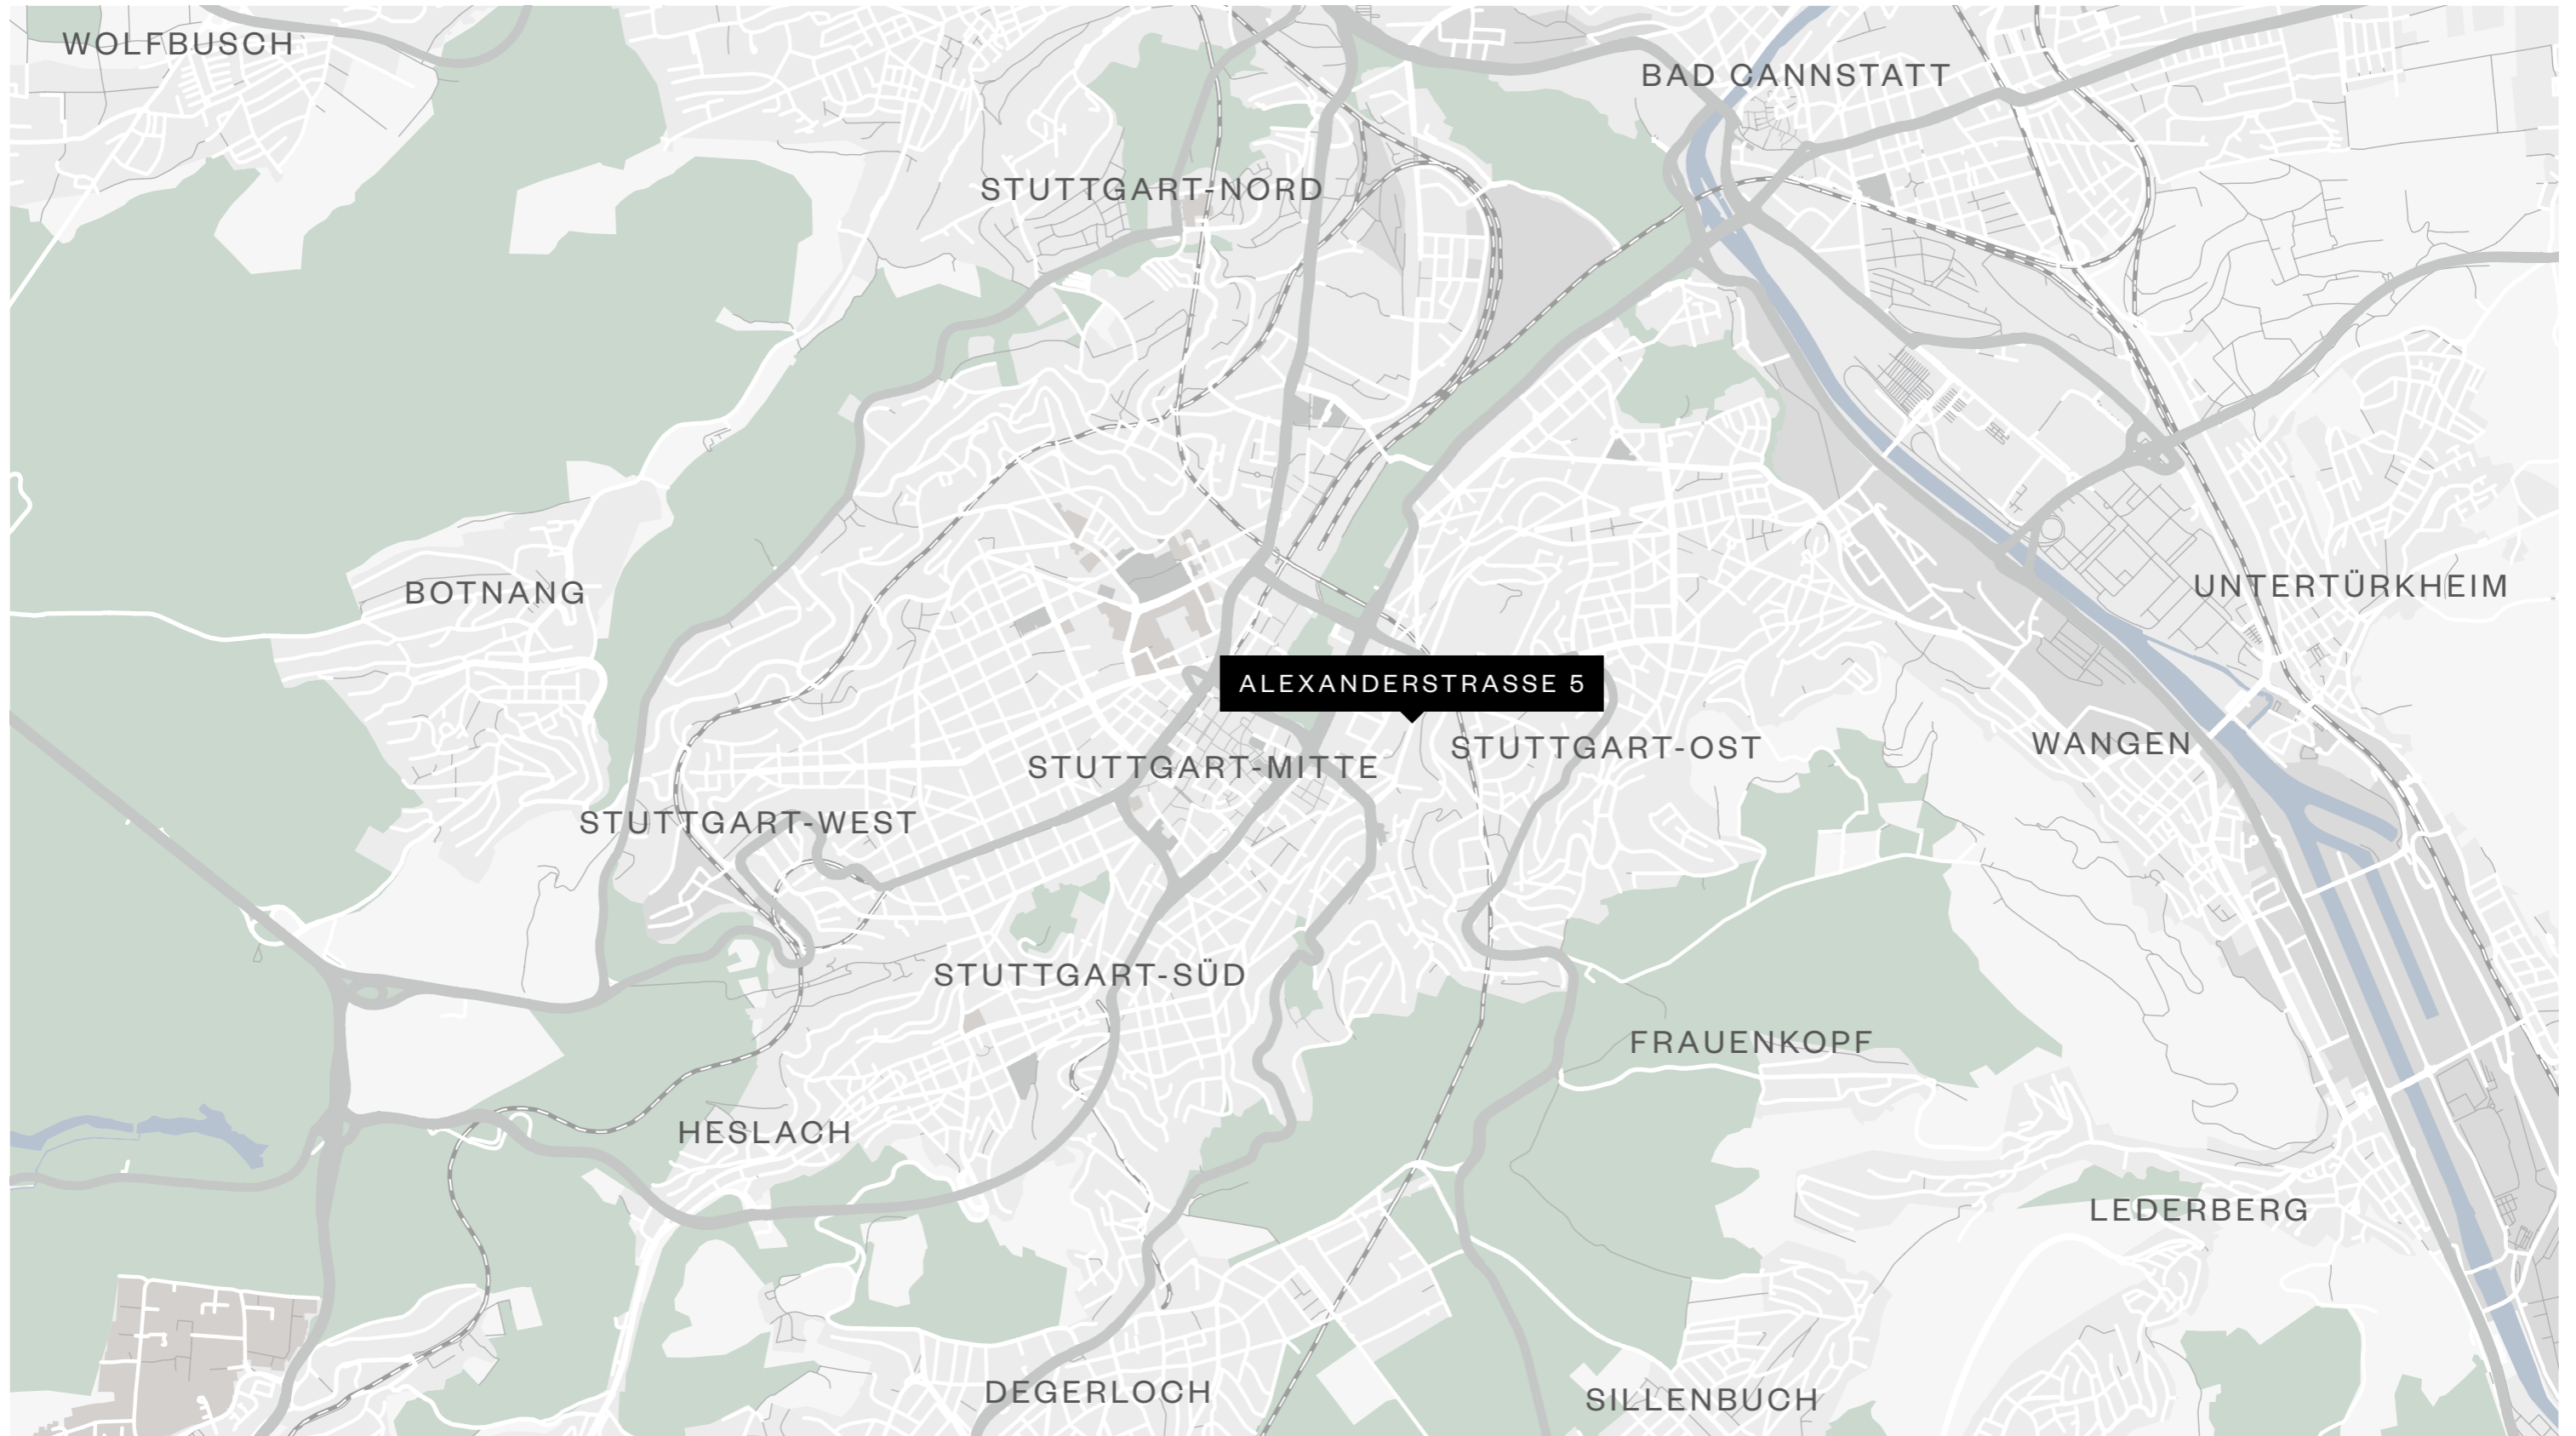 WOLFBUSCH
BAD CANNSTATT
STUTTGART-NORD
BOTNANG
UNTERTÜRKHEIM
ALEXANDERSTRASSE 5
WANGEN
STUTTGART-OST
STUTTGART-MITTE
STUTTGART-WEST
STUTTGART-SÜD
FRAUENKOPF
HESLACH
LEDERBERG
DEGERLOCH
SILLENBUCH